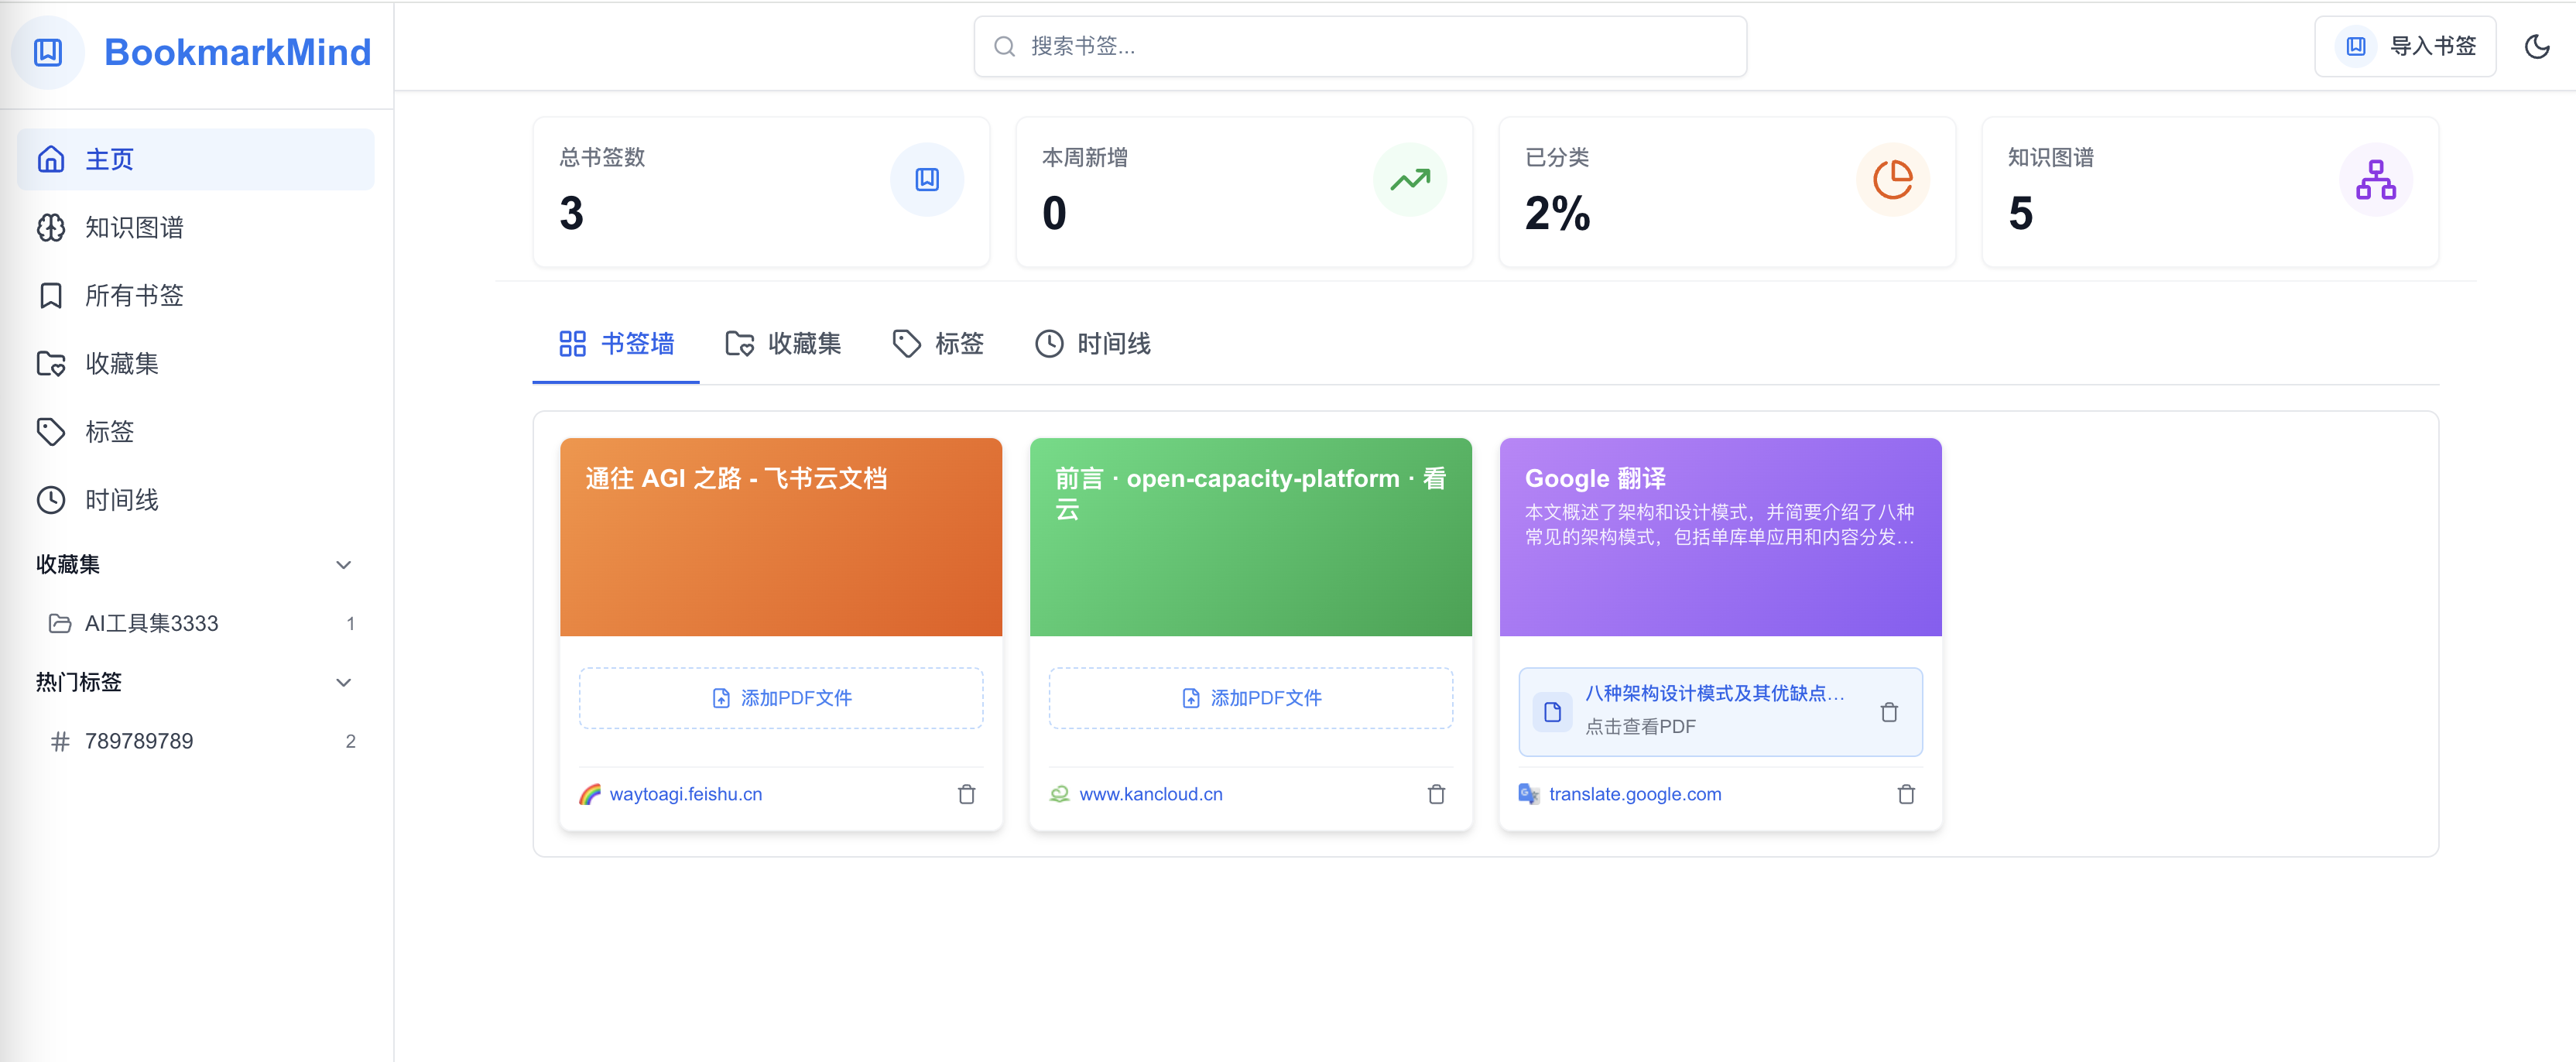 BookmarkMind
搜索书签...
导入书签
主页
知识图谱
所有书签
收藏集
标签
时间线
收藏集
AI工具集3333 1
热门标签
789789789 2
总书签数
3
本周新增
0
已分类
2%
知识图谱
5
书签墙 收藏集 标签 时间线
通往 AGI 之路 - 飞书云文档
添加PDF文件
waytoagi.feishu.cn
前言 · open-capacity-platform · 看
云
添加PDF文件
www.kancloud.cn
Google 翻译
本文概述了架构和设计模式，并简要介绍了八种
常见的架构模式，包括单库单应用和内容分发...
八种架构设计模式及其优缺点...
点击查看PDF
translate.google.com